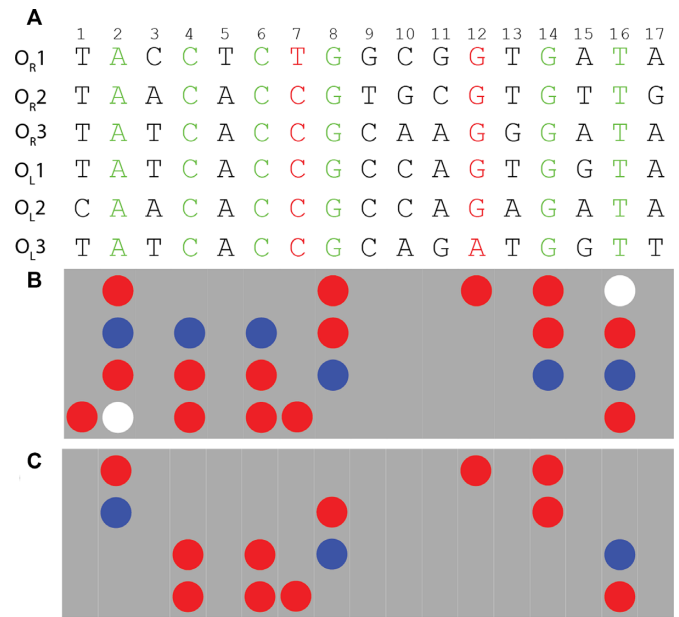 A
1 2 3 4 5 6 7 8 9 10 11 12 13 14 15 16 17
OR1 T A C C T C T G G C G G T G A T A
OR2 T A A C A C C G T G C G T G T T G
OR3 T A T C A C C G C A A G G G A T A
OL1 T A T C A C C G C C A G T G G T A
OL2 C A A C A C C G C C A G A G A T A
OL3 T A T C A C C G C A G A T G G T T
B
C